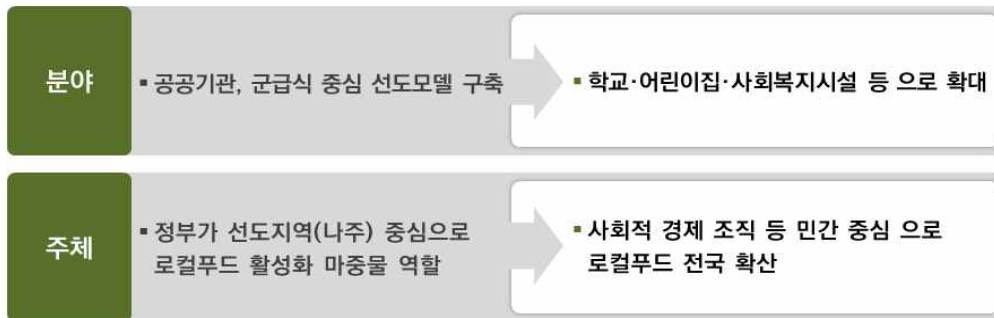 분야
▪ 공공기관, 군급식 중심 선도모델 구축
▪ 학교·어린이집·사회복지시설 등 으로 확대
주체
▪ 정부가 선도지역(나주) 중심으로
로컬푸드 활성화 마중물 역할
▪ 사회적 경제 조직 등 민간 중심 으로
로컬푸드 전국 확산